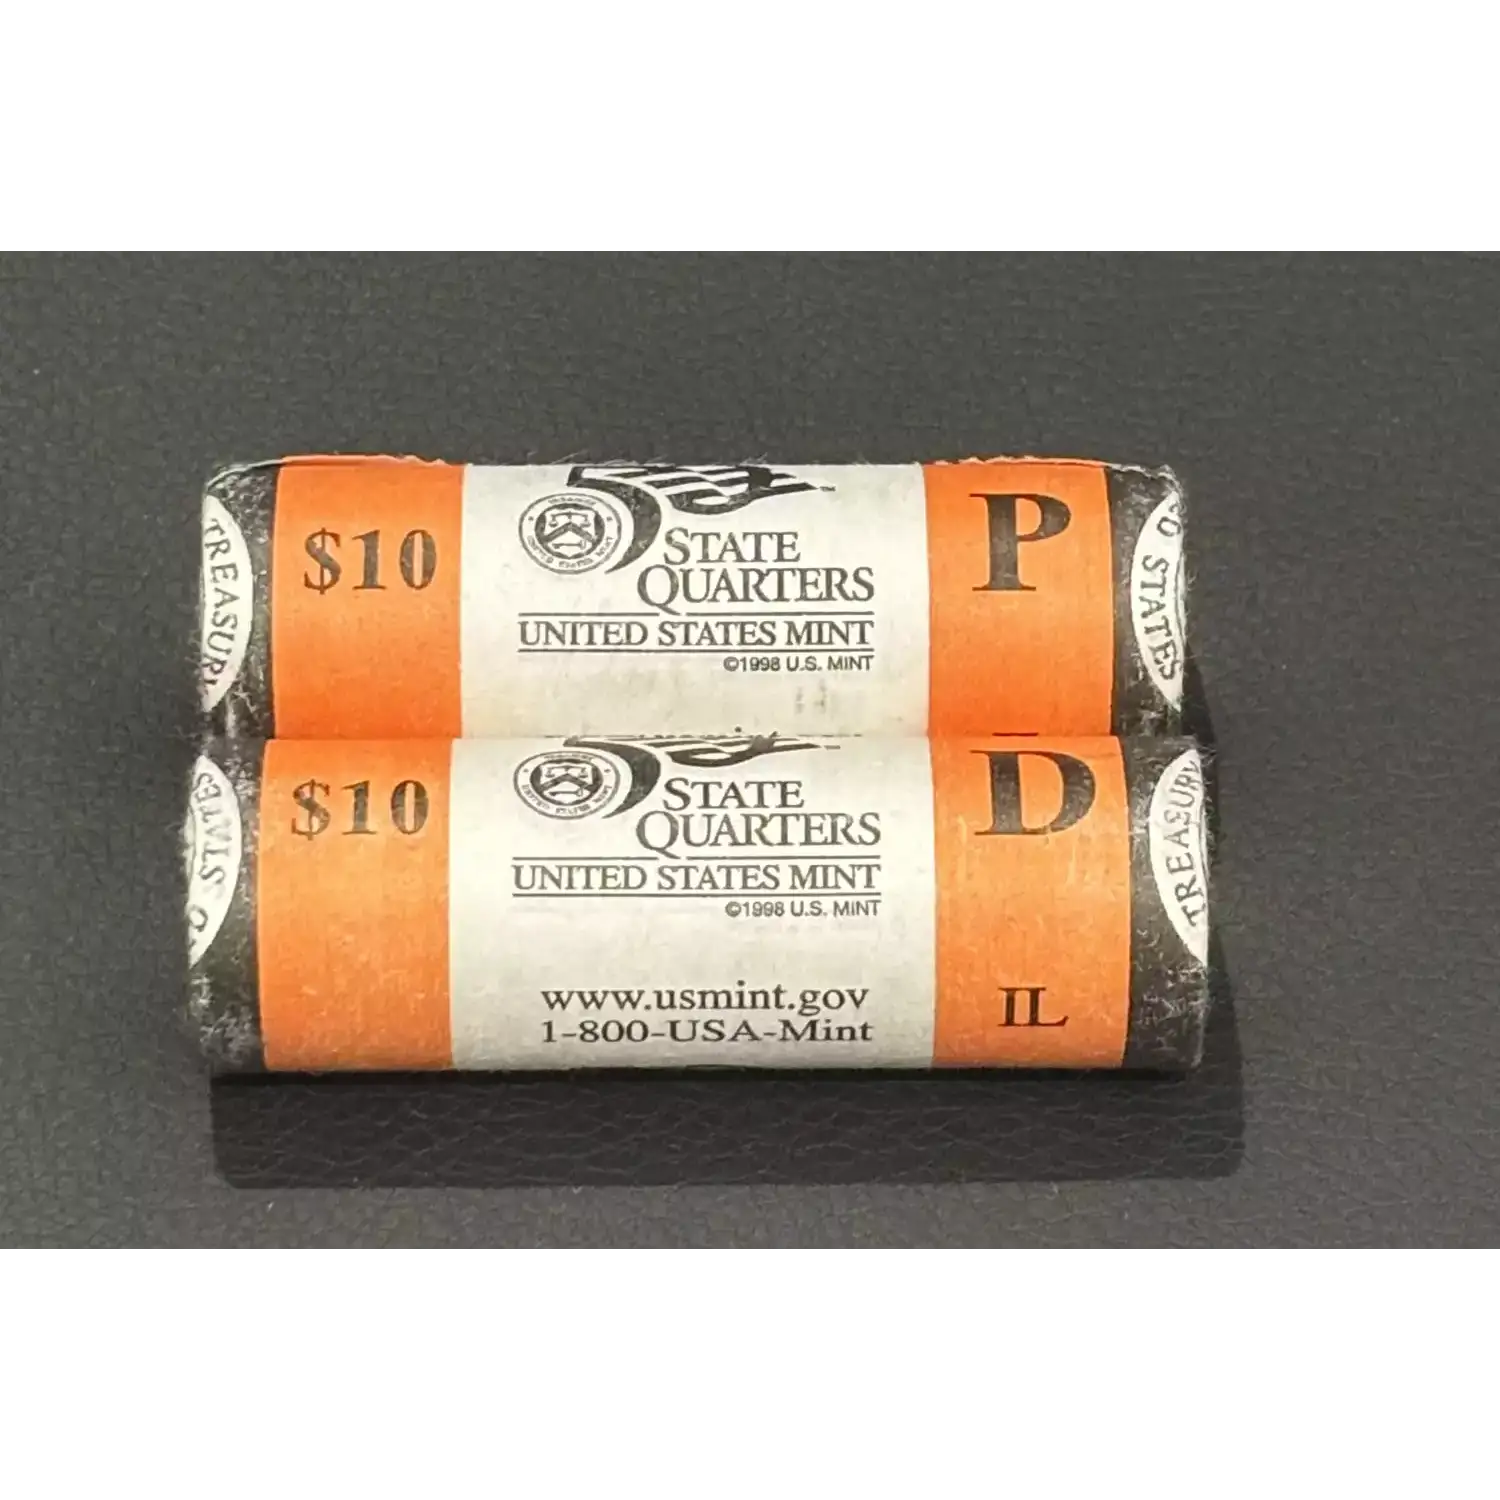 TREASURY
$10
STATE
QUARTERS
UNITED STATES MINT
©1998 U.S. MINT
P
STATES
STATES
$10
STATE
QUARTERS
UNITED STATES MINT
©1998 U.S. MINT
www.usmint.gov
1-800-USA-Mint
D
IL
TREASURY